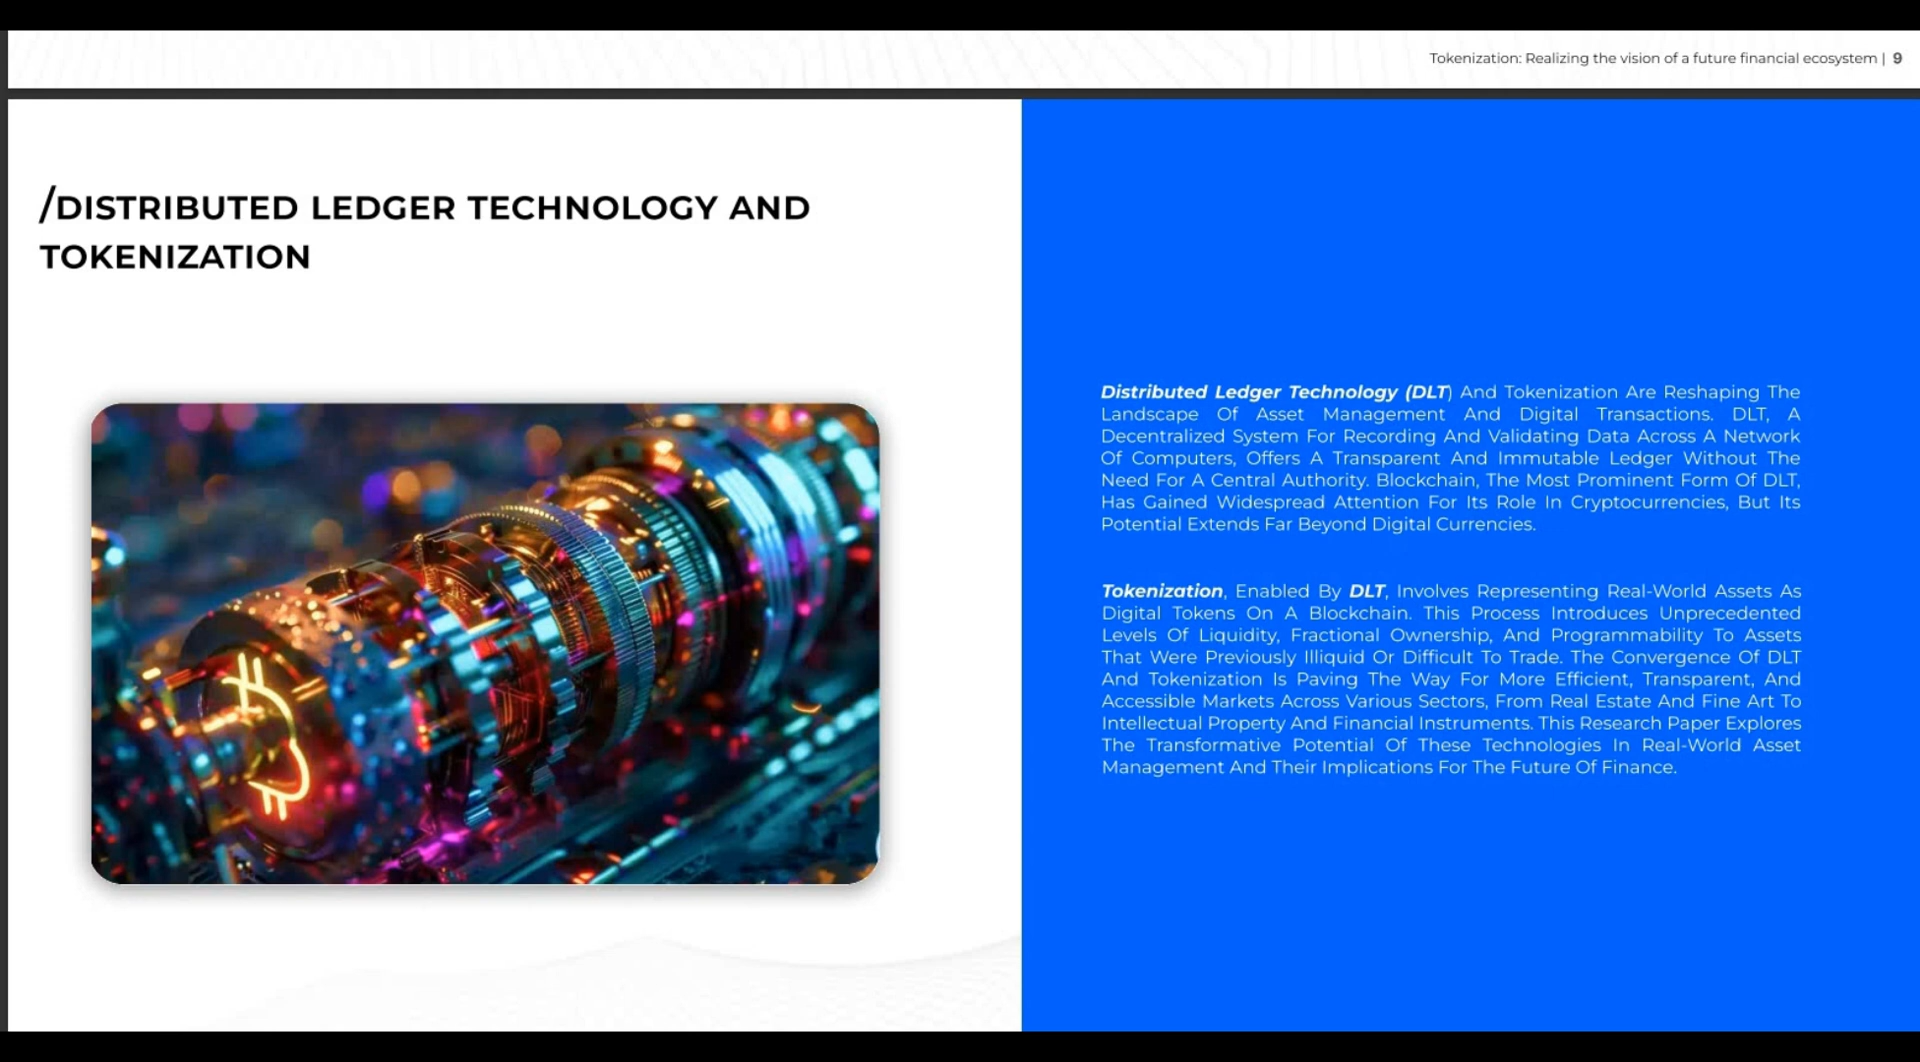 Tokenization: Realizing the vision of a future financial ecosystem | 9
/DISTRIBUTED LEDGER TECHNOLOGY AND
TOKENIZATION
Distributed Ledger Technology (DLT) And Tokenization Are Reshaping The
Landscape Of Asset Management And Digital Transactions. DLT, A
Decentralized System For Recording And Validating Data Across A Network
Of Computers, Offers A Transparent And Immutable Ledger Without The
Need For A Central Authority. Blockchain, The Most Prominent Form Of DLT,
Has Gained Widespread Attention For Its Role In Cryptocurrencies, But Its
Potential Extends Far Beyond Digital Currencies.
Tokenization, Enabled By DLT, Involves Representing Real-World Assets As
Digital Tokens On A Blockchain. This Process Introduces Unprecedented
Levels Of Liquidity, Fractional Ownership, And Programmability To Assets
That Were Previously Illiquid Or Difficult To Trade. The Convergence Of DLT
And Tokenization Is Paving The Way For More Efficient, Transparent, And
Accessible Markets Across Various Sectors, From Real Estate And Fine Art To
Intellectual Property And Financial Instruments. This Research Paper Explores
The Transformative Potential Of These Technologies In Real-World Asset
Management And Their Implications For The Future Of Finance.